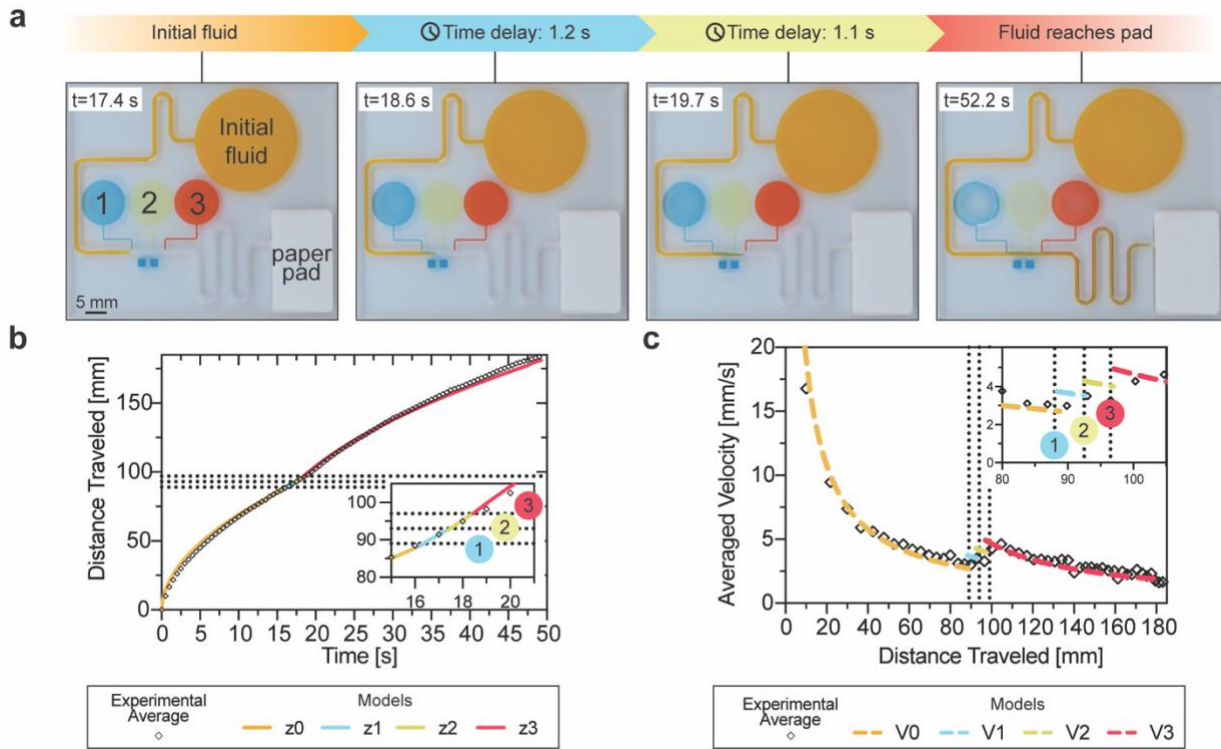 a
Initial fluid
Time delay: 1.2 s
Time delay: 1.1 s
Fluid reaches pad
t=17.4 s
t=18.6 s
t=19.7 s
t=52.2 s
Initial
fluid
1 2 3
paper
pad
5 mm
b
Distance Traveled [mm]
150
100
50
0
0 5 10 15 20 25 30 35 40 45 50
Time [s]
100
90
80
16 18 20
1
2
3
Experimental
Average
Models
z0 z1 z2 z3
c
Averaged Velocity [mm/s]
20
15
10
5
0
0 20 40 60 80 100 120 140 160 180
Distance Traveled [mm]
6
4
2
0
80 90 100
1
2
3
Experimental
Average
Models
V0 V1 V2 V3